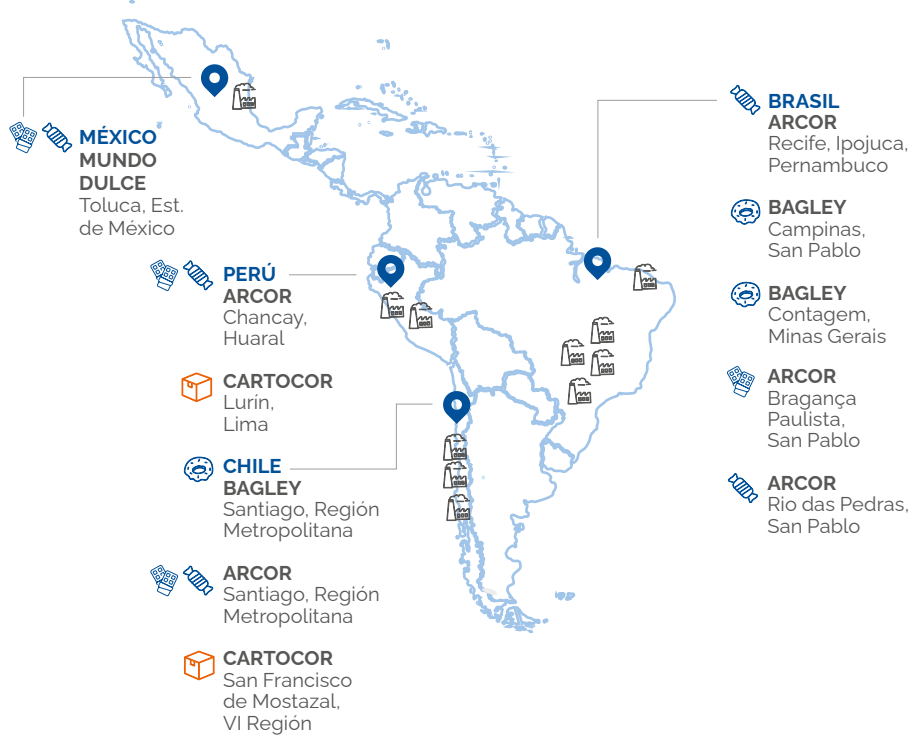 MÉXICO
MUNDO
DULCE
Toluca, Est.
de México
PERÚ
ARCOR
Chancay,
Huaral
CARTOCOR
Lurín,
Lima
CHILE
BAGLEY
Santiago, Región
Metropolitana
ARCOR
Santiago, Región
Metropolitana
CARTOCOR
San Francisco
de Mostazal,
VI Región
BRASIL
ARCOR
Recife, Ipojuca,
Pernambuco
BAGLEY
Campinas,
San Pablo
BAGLEY
Contagem,
Minas Gerais
ARCOR
Bragança
Paulista,
San Pablo
ARCOR
Rio das Pedras,
San Pablo